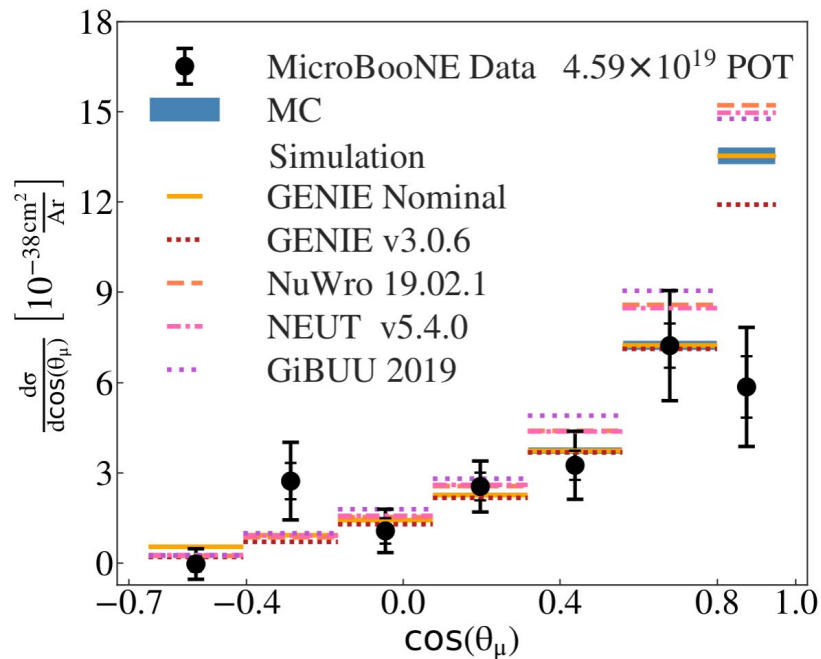 18
15
12
9
6
3
0
dσ
dcos(θμ)
[10⁻³⁸ cm²
Ar]
MicroBooNE Data 4.59×10¹⁹ POT
MC
Simulation
GENIE Nominal
GENIE v3.0.6
NuWro 19.02.1
NEUT v5.4.0
GiBUU 2019
−0.7 −0.4 0.0 0.4 0.8 1.0
cos(θμ)